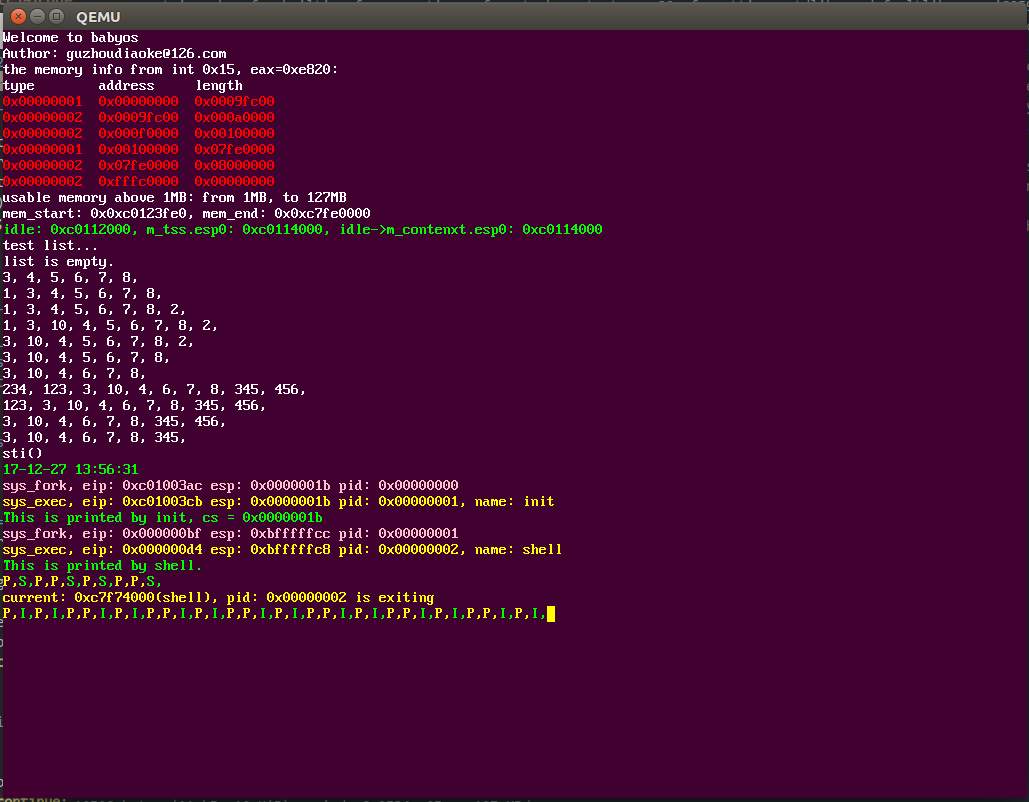 QEMU
Welcome to babyos
Author: guzhoudiaoke@126.com
the memory info from int 0x15, eax=0xe820:
type        address     length
0x00000001  0x00000000  0x0009fc00
0x00000002  0x0009fc00  0x000a0000
0x00000002  0x000f0000  0x00100000
0x00000001  0x00100000  0x07fe0000
0x00000002  0x07fe0000  0x08000000
0x00000002  0xfffc0000  0x00000000
usable memory above 1MB: from 1MB, to 127MB
mem_start: 0x0xc0123fe0, mem_end: 0x0xc7fe0000
idle: 0xc0112000, m_tss.esp0: 0xc0114000, idle->m_contenxt.esp0: 0xc0114000
test list...
list is empty.
3, 4, 5, 6, 7, 8,
1, 3, 4, 5, 6, 7, 8,
1, 3, 4, 5, 6, 7, 8, 2,
1, 3, 10, 4, 5, 6, 7, 8, 2,
3, 10, 4, 5, 6, 7, 8, 2,
3, 10, 4, 5, 6, 7, 8,
3, 10, 4, 6, 7, 8,
234, 123, 3, 10, 4, 6, 7, 8, 345, 456,
123, 3, 10, 4, 6, 7, 8, 345, 456,
3, 10, 4, 6, 7, 8, 345, 456,
3, 10, 4, 6, 7, 8, 345,
sti()
17-12-27 13:56:31
sys_fork, eip: 0xc01003ac esp: 0x0000001b pid: 0x00000000
sys_exec, eip: 0xc01003cb esp: 0x0000001b pid: 0x00000001, name: init
This is printed by init, cs = 0x0000001b
sys_fork, eip: 0x000000bf esp: 0xbfffffcc pid: 0x00000001
sys_exec, eip: 0x000000d4 esp: 0xbfffffc8 pid: 0x00000002, name: shell
This is printed by shell.
P,S,P,P,S,P,S,P,P,S,
current: 0xc7f74000(shell), pid: 0x00000002 is exiting
P,I,P,I,P,P,I,P,I,P,P,I,P,I,P,P,I,P,I,P,P,I,P,I,P,P,I,P,I,P,P,I,P,I,